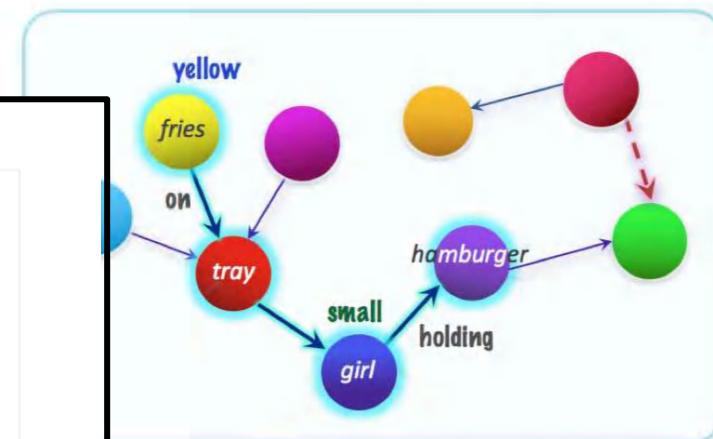 yellow
fries
on
tray
small
girl
hamburger
holding